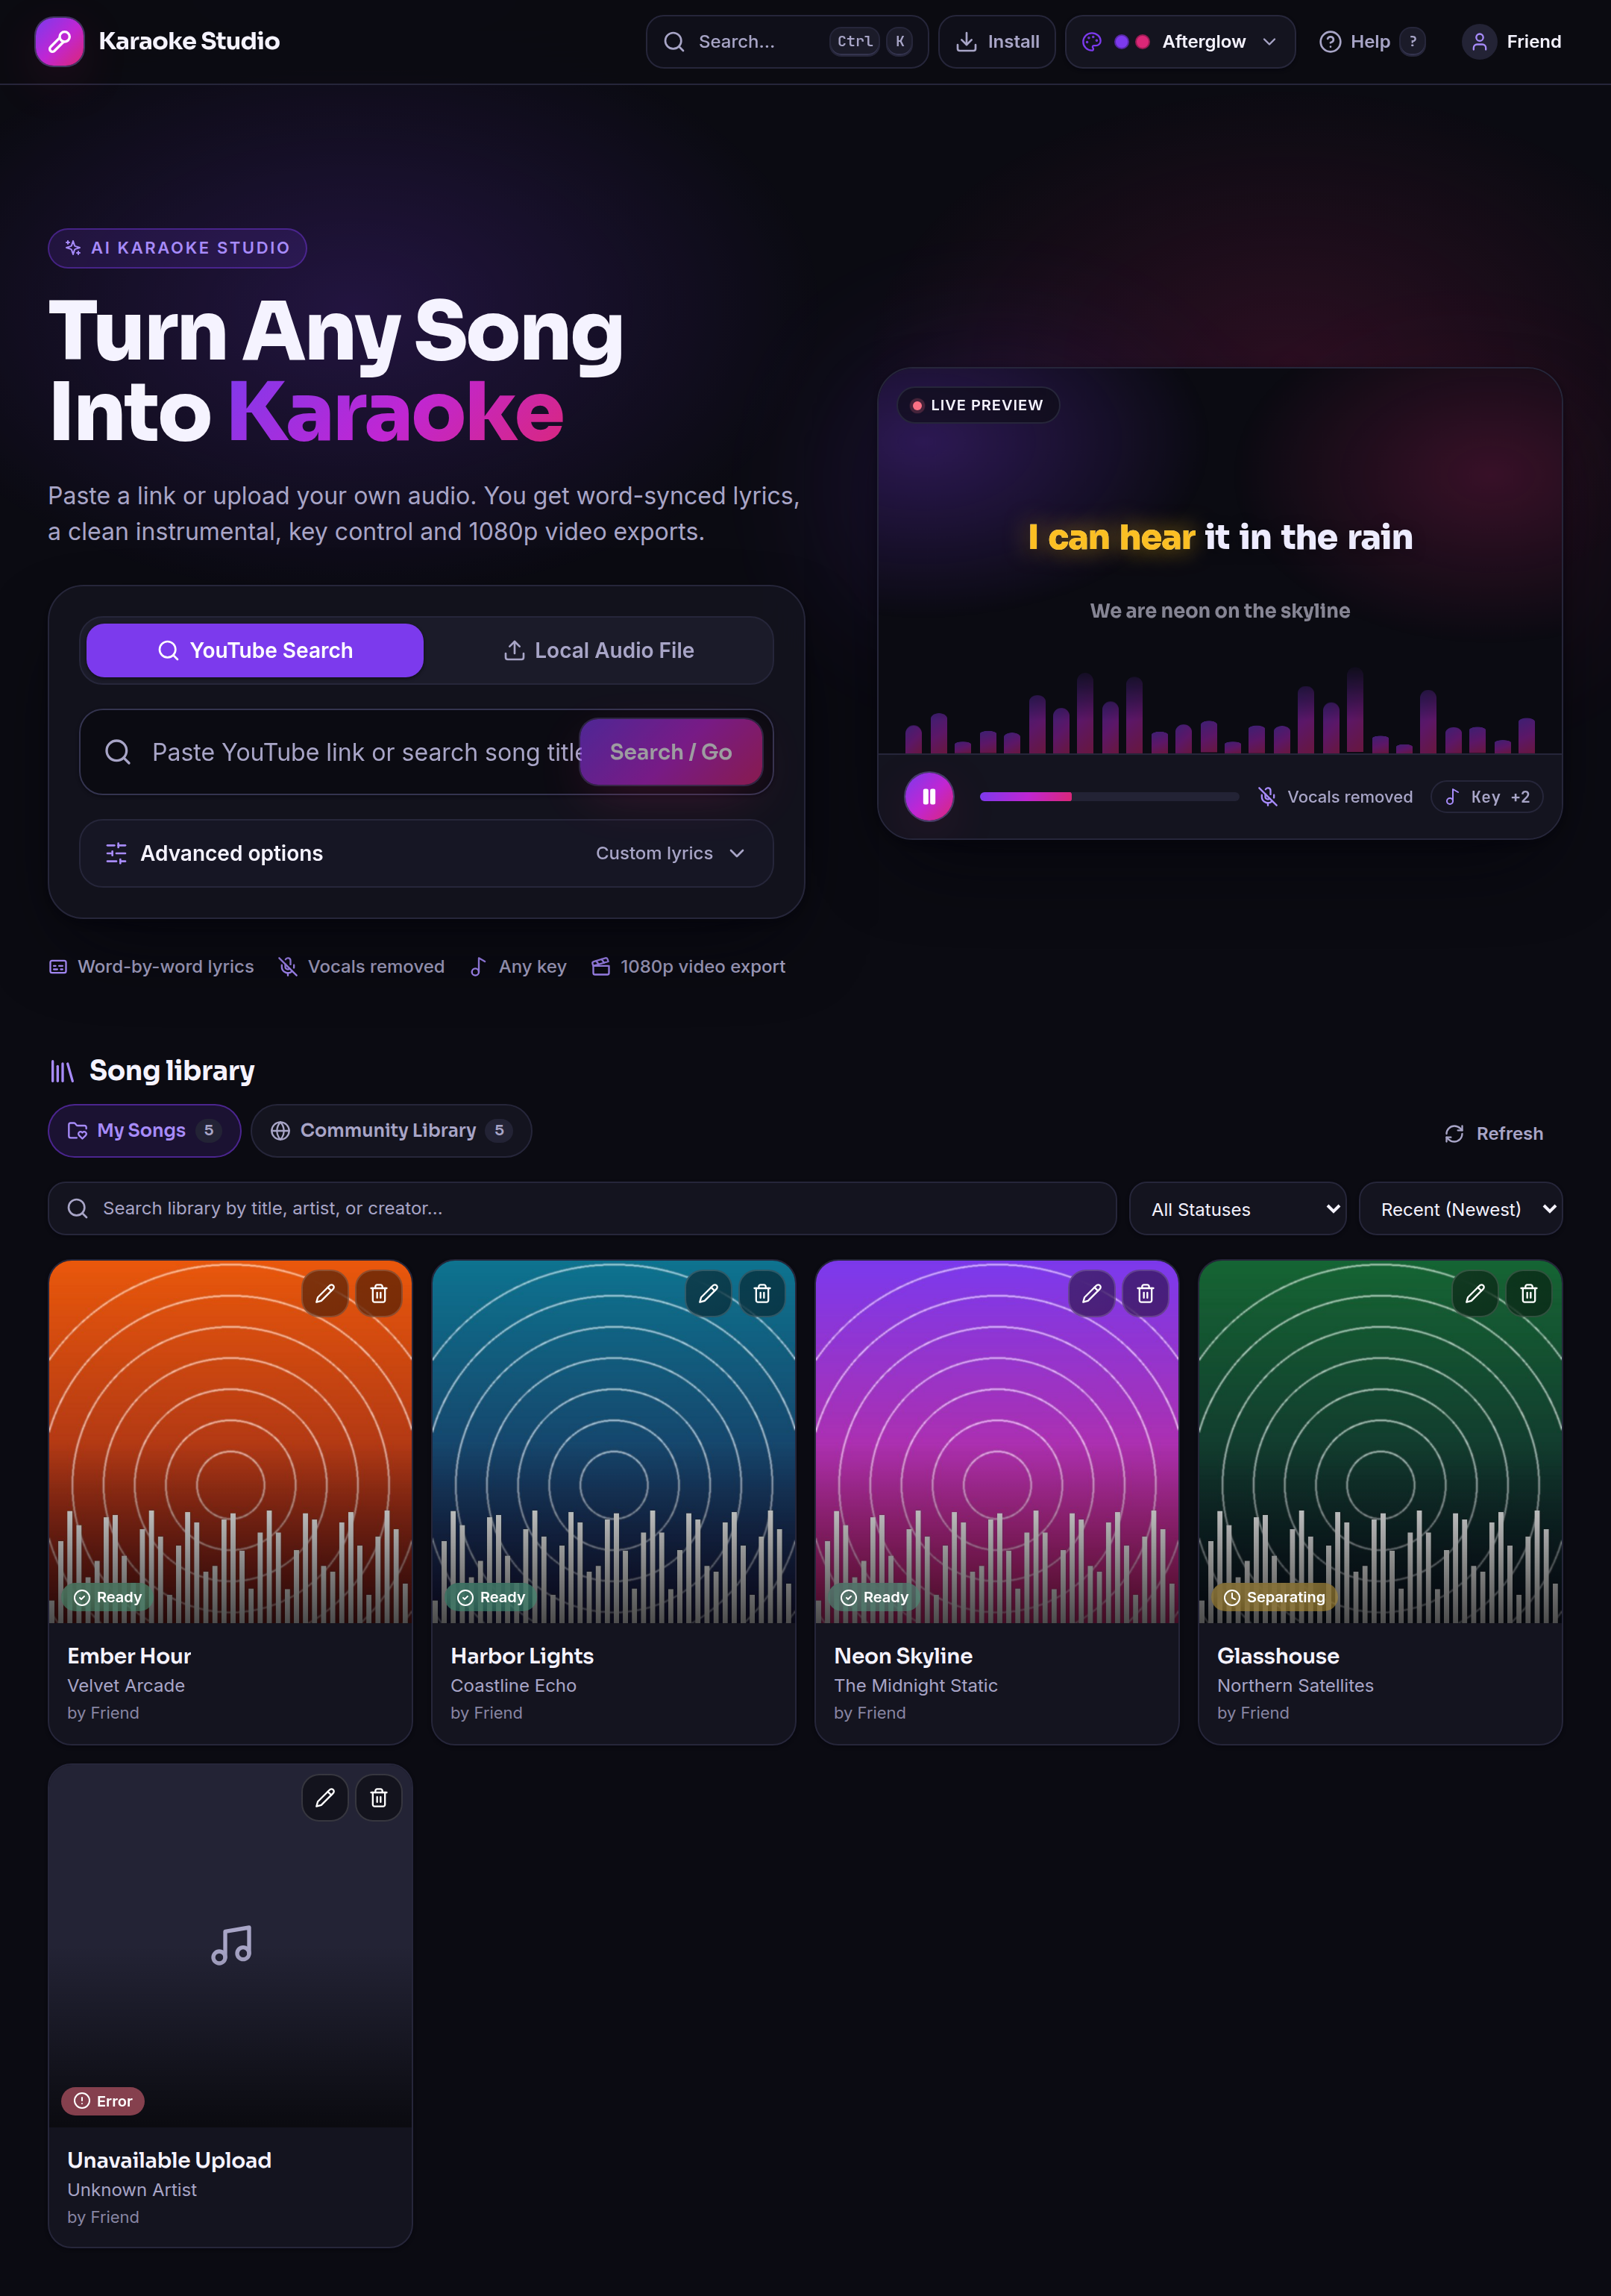 Karaoke Studio
Search...
Ctrl K
Install
Afterglow
Help ?
Friend
AI KARAOKE STUDIO
Turn Any Song
Into Karaoke
Paste a link or upload your own audio. You get word-synced lyrics,
a clean instrumental, key control and 1080p video exports.
YouTube Search
Local Audio File
Paste YouTube link or search song title
Search / Go
Advanced options
Custom lyrics
Word-by-word lyrics
Vocals removed
Any key
1080p video export
LIVE PREVIEW
I can hear it in the rain
We are neon on the skyline
Vocals removed
Key +2
Song library
My Songs 5
Community Library 5
Refresh
Search library by title, artist, or creator...
All Statuses
Recent (Newest)
Ready
Ember Hour
Velvet Arcade
by Friend
Ready
Harbor Lights
Coastline Echo
by Friend
Ready
Neon Skyline
The Midnight Static
by Friend
Separating
Glasshouse
Northern Satellites
by Friend
Error
Unavailable Upload
Unknown Artist
by Friend